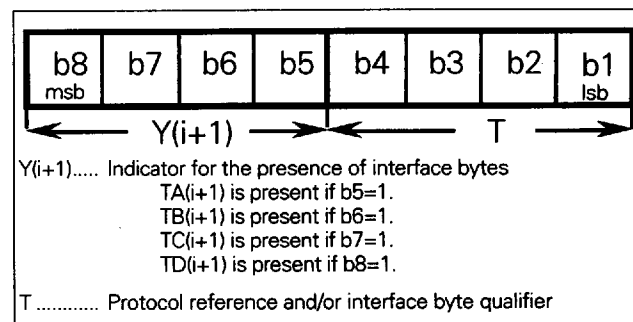 b8 b7 b6 b5 b4 b3 b2 b1
msb lsb
Y(i+1) T
Y(i+1)..... Indicator for the presence of interface bytes
TA(i+1) is present if b5=1.
TB(i+1) is present if b6=1.
TC(i+1) is present if b7=1.
TD(i+1) is present if b8=1.
T ............ Protocol reference and/or interface byte qualifier